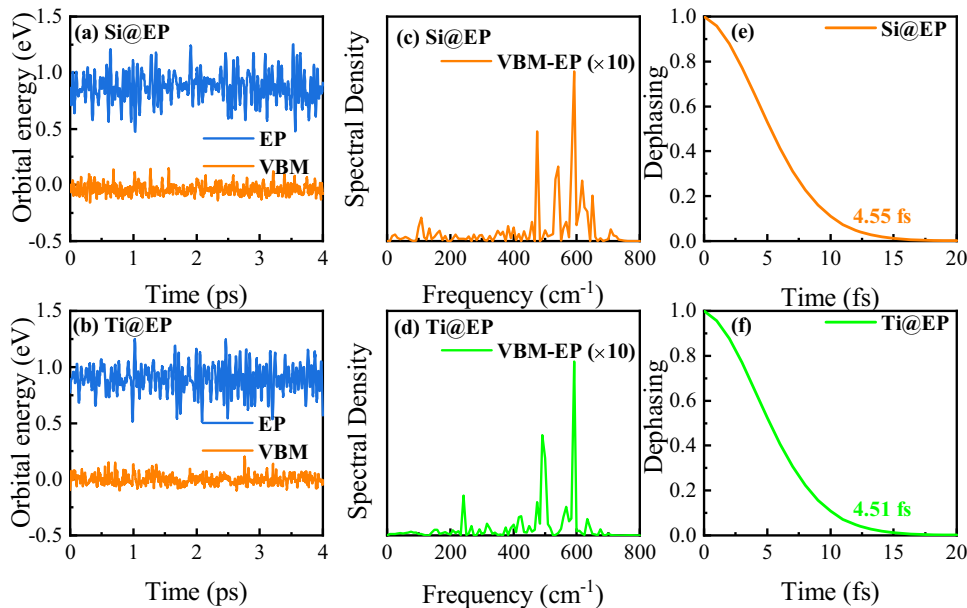 (a) Si@EP
Orbital energy (eV)
1.5
1.0
0.5
0.0
-0.5
EP
VBM
0 1 2 3 4
Time (ps)
(c) Si@EP
VBM-EP (×10)
Spectral Density
0 200 400 600 800
Frequency (cm⁻¹)
(e)
Si@EP
Dephasing
1.0
0.8
0.6
0.4
0.2
0.0
4.55 fs
0 5 10 15 20
Time (fs)
(b) Ti@EP
Orbital energy (eV)
1.5
1.0
0.5
0.0
-0.5
EP
VBM
0 1 2 3 4
Time (ps)
(d) Ti@EP
VBM-EP (×10)
Spectral Density
0 200 400 600 800
Frequency (cm⁻¹)
(f)
Ti@EP
Dephasing
1.0
0.8
0.6
0.4
0.2
0.0
4.51 fs
0 5 10 15 20
Time (fs)